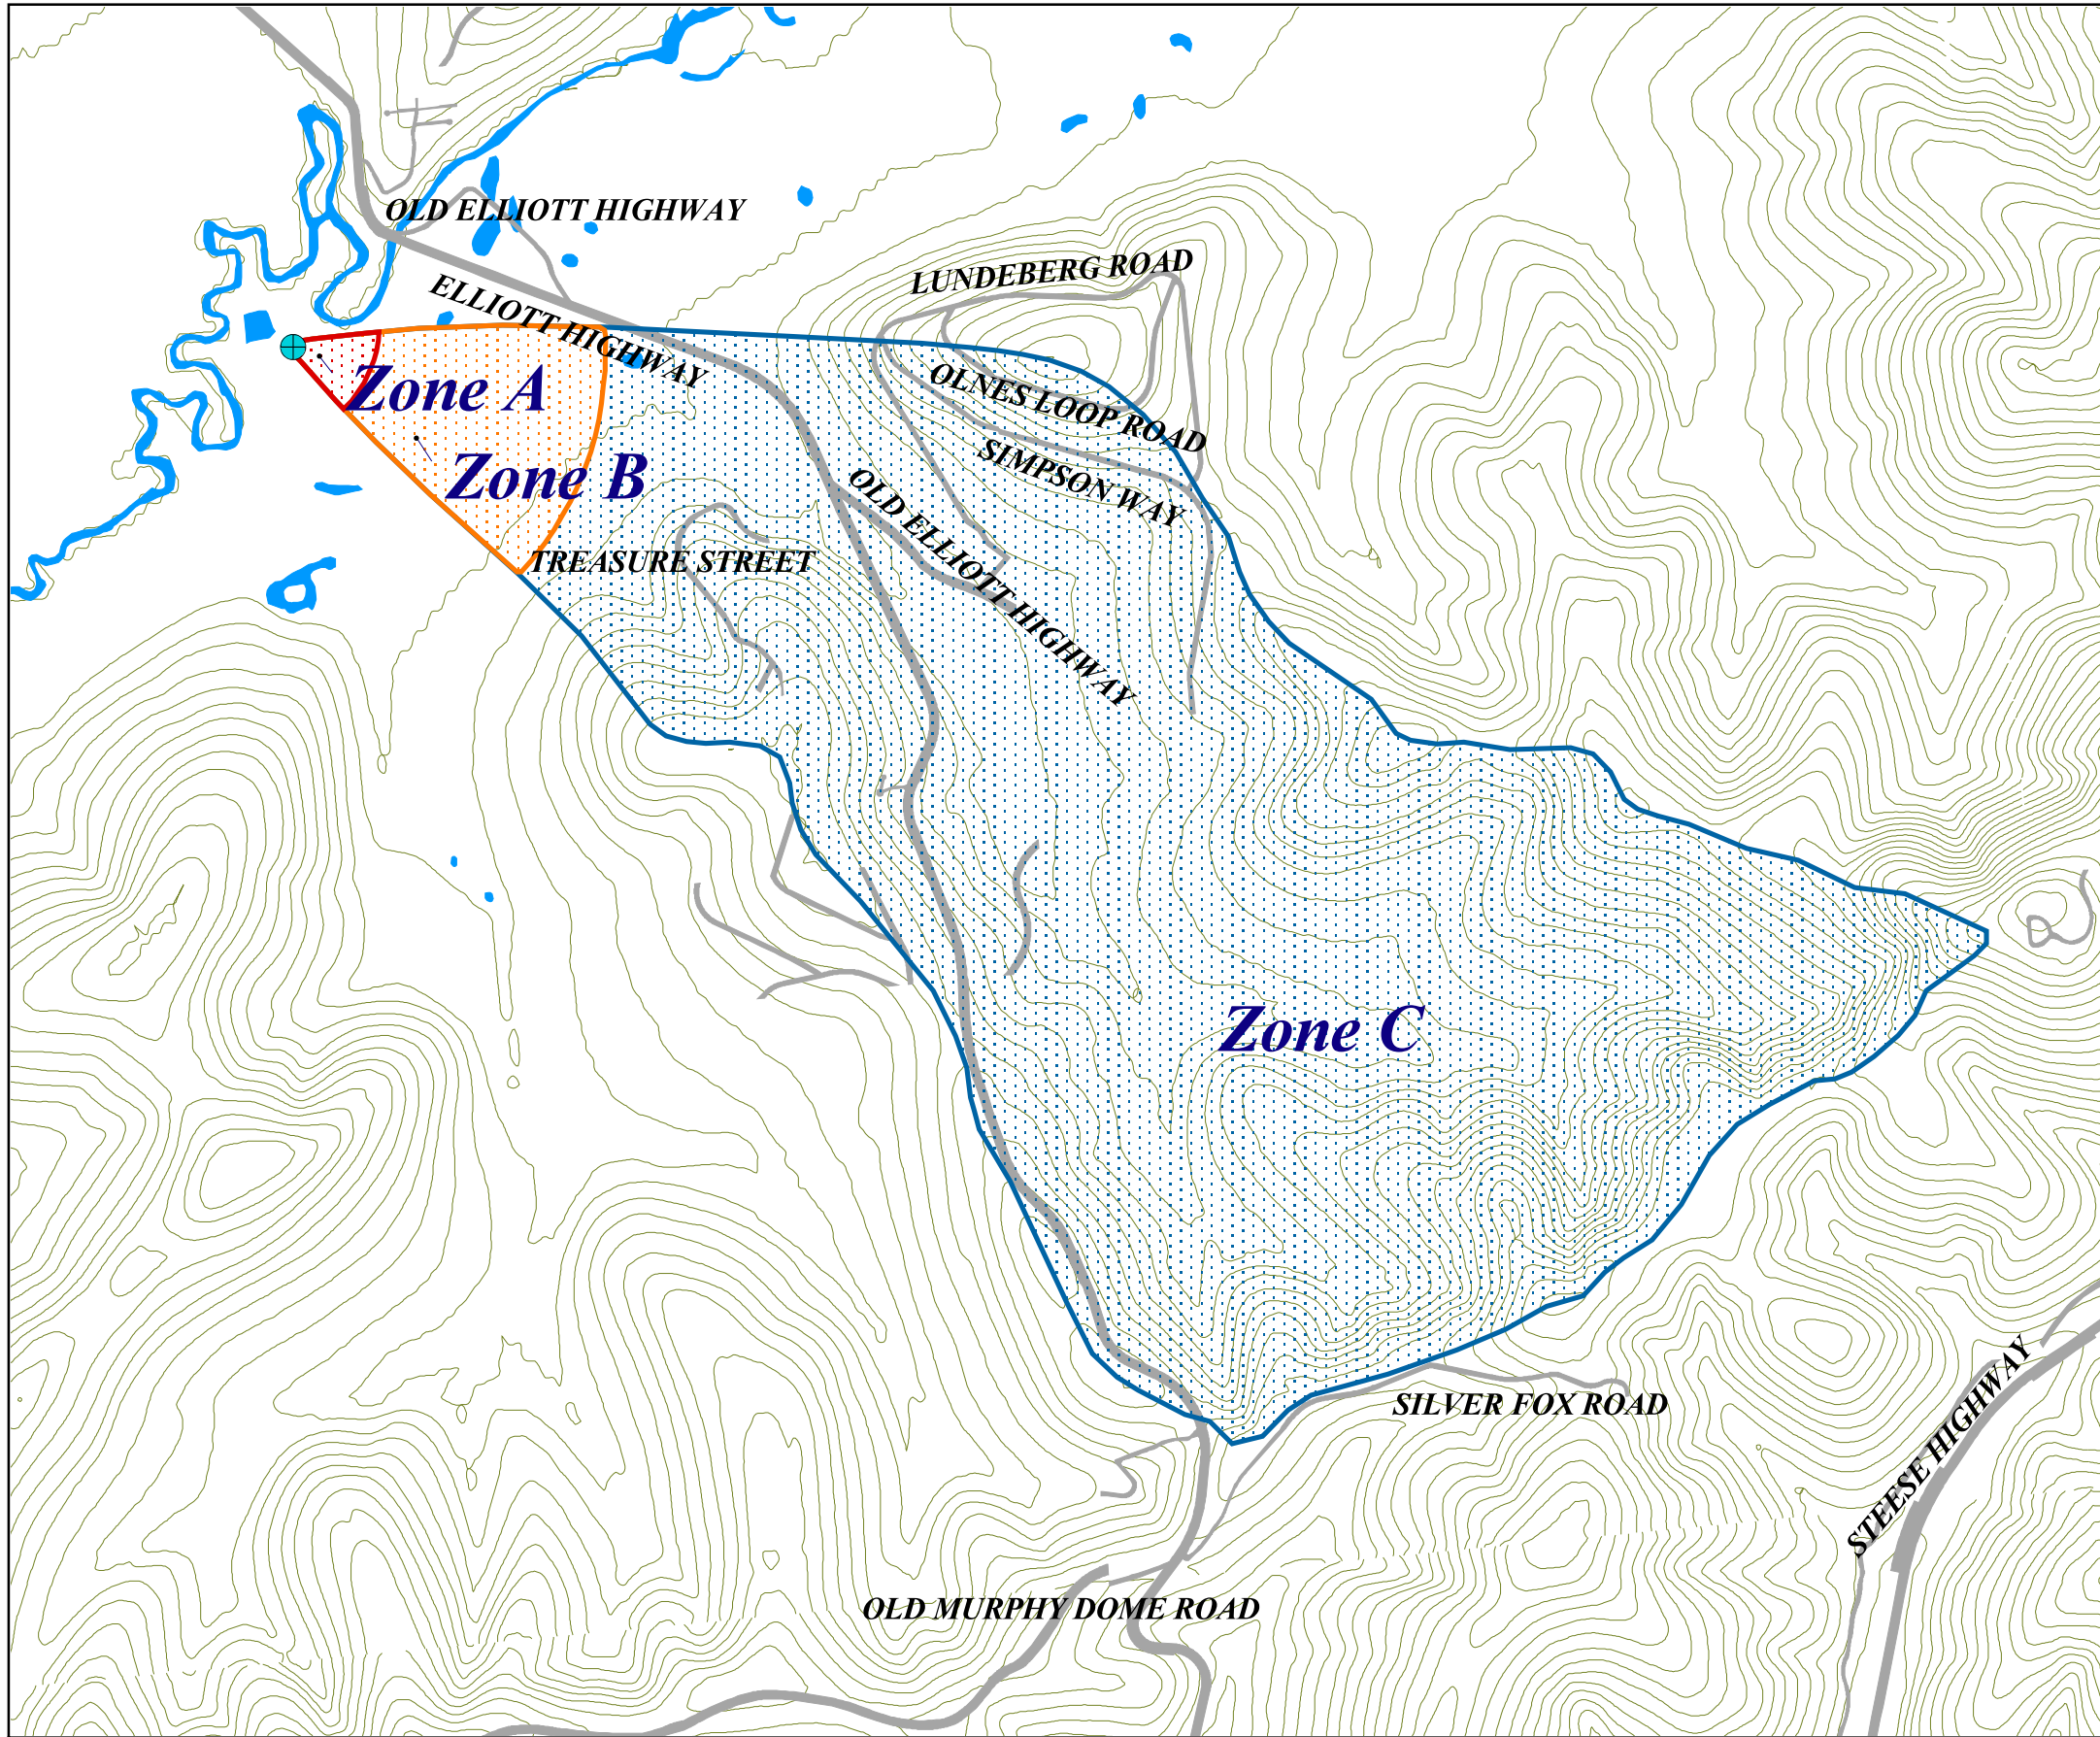 OLD ELLIOTT HIGHWAY
LUNDEBERG ROAD
ELLIOTT HIGHWAY
Zone A
OLNES LOOP ROAD
Zone B
SIMPSON WAY
OLD ELLIOTT HIGHWAY
TREASURE STREET
Zone C
SILVER FOX ROAD
STEESE HIGHWAY
OLD MURPHY DOME ROAD